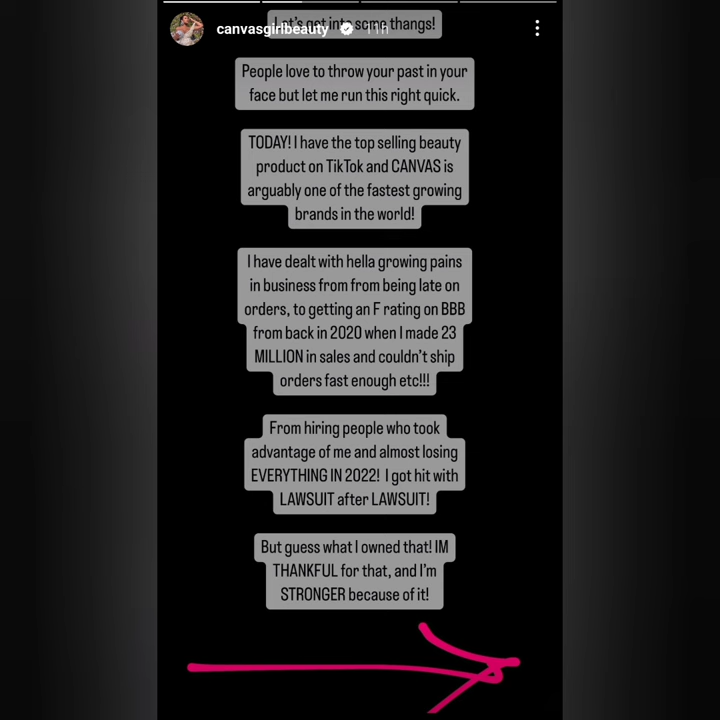 Let's get into some thangs!
canvasgirlbeauty 11h
People love to throw your past in your
face but let me run this right quick.
TODAY! I have the top selling beauty
product on TikTok and CANVAS is
arguably one of the fastest growing
brands in the world!
I have dealt with hella growing pains
in business from from being late on
orders, to getting an F rating on BBB
from back in 2020 when I made 23
MILLION in sales and couldn't ship
orders fast enough etc!!!
From hiring people who took
advantage of me and almost losing
EVERYTHING IN 2022! I got hit with
LAWSUIT after LAWSUIT!
But guess what I owned that! IM
THANKFUL for that, and I'm
STRONGER because of it!